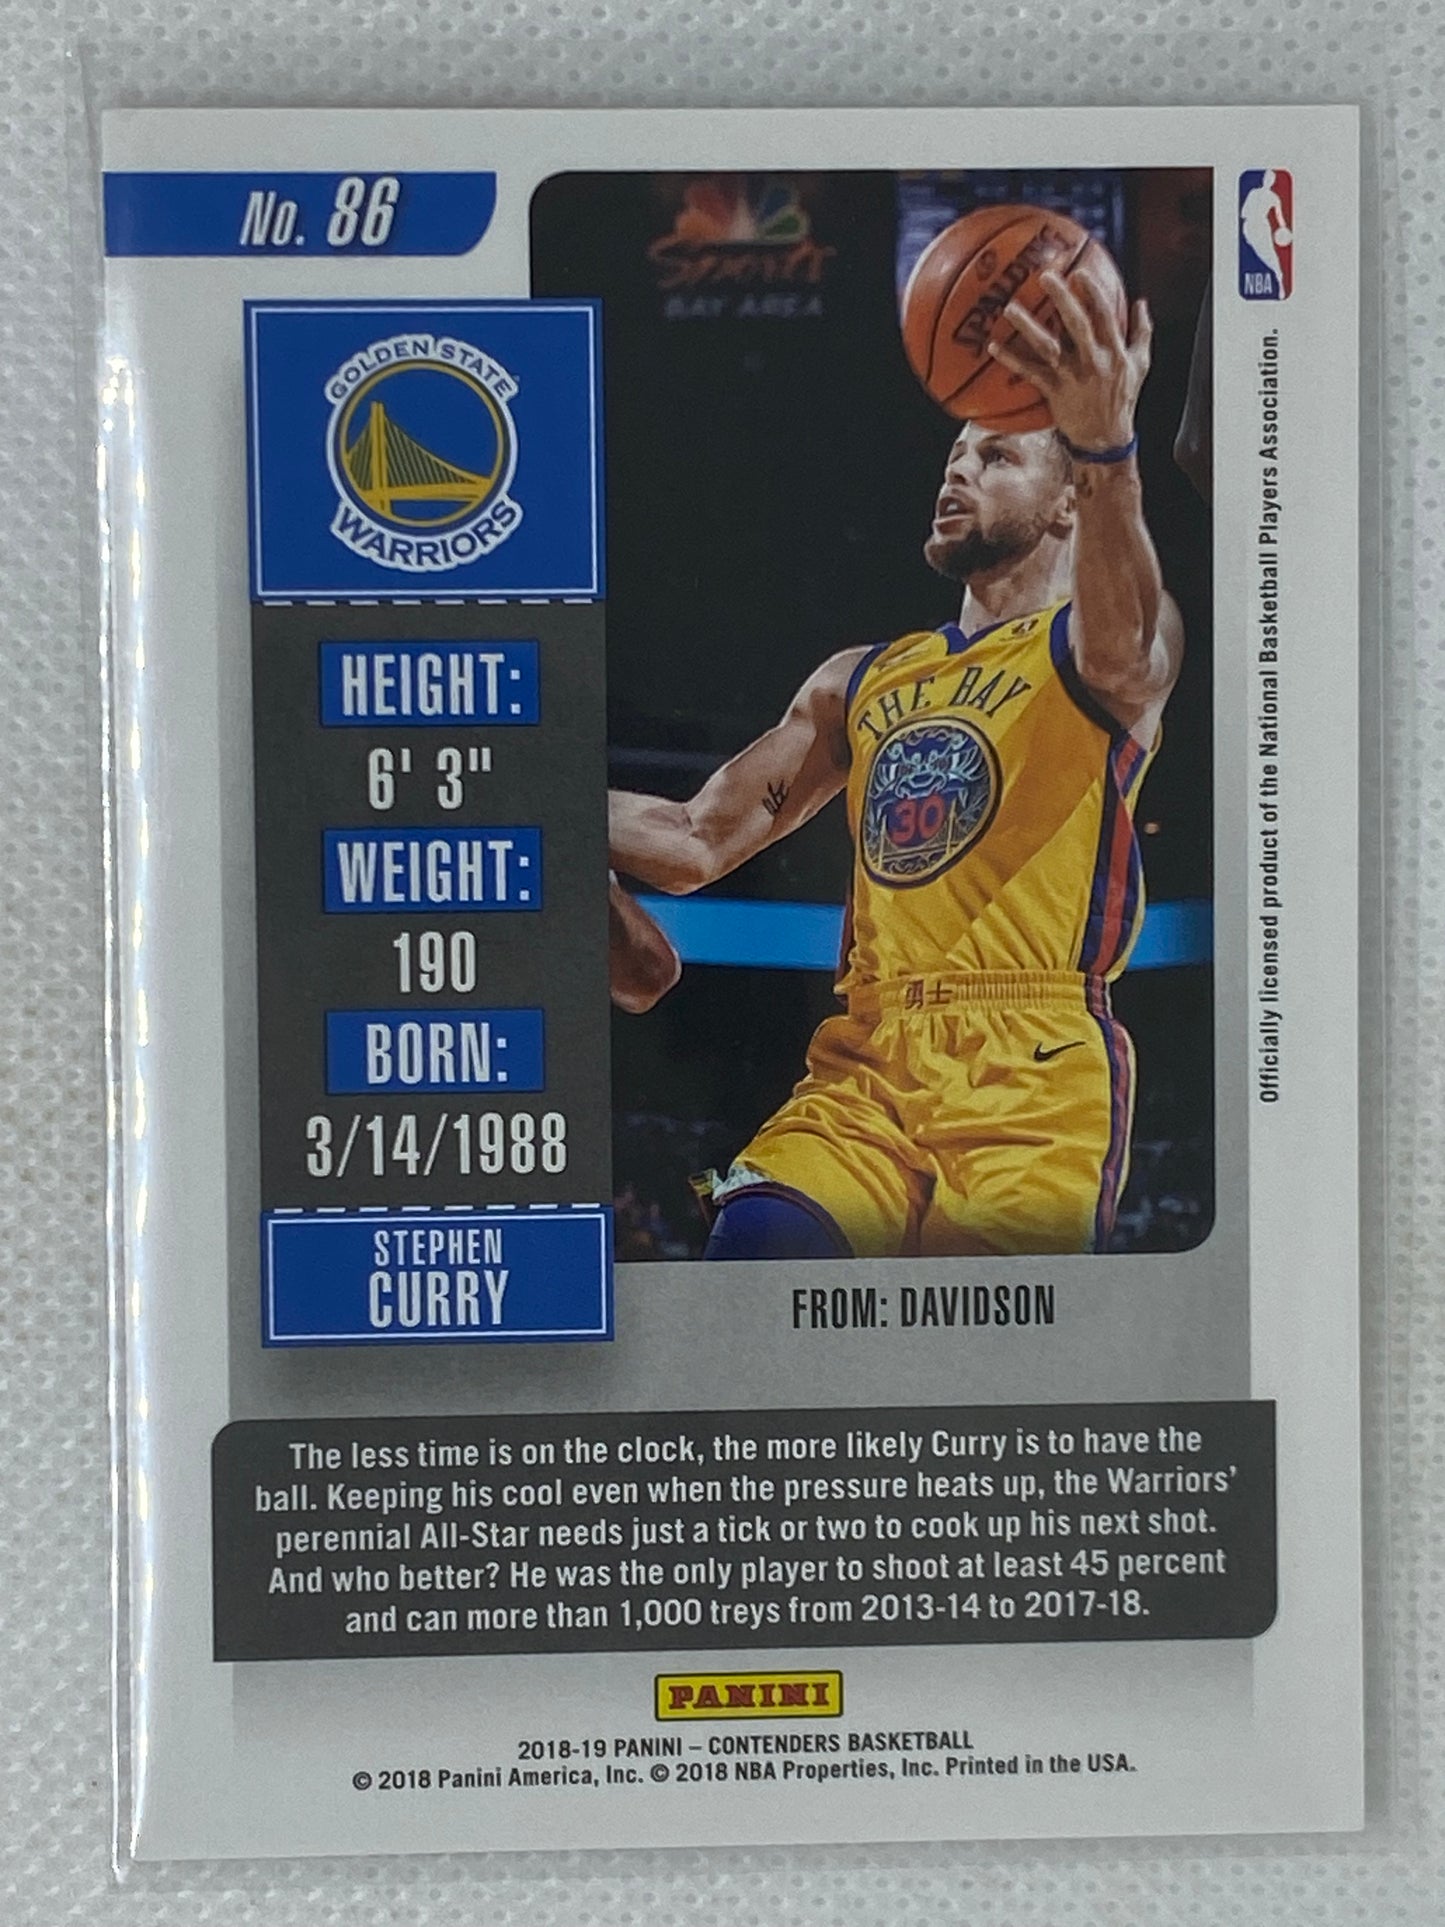 No. 86
Sports
BAY AREA
SPALDING
NBA
GOLDEN STATE
WARRIORS
HEIGHT:
6' 3"
WEIGHT:
190
BORN:
3/14/1988
STEPHEN
CURRY
THE BAY
30
勇士
FROM: DAVIDSON
Officially licensed product of the National Basketball Players Association.
The less time is on the clock, the more likely Curry is to have the
ball. Keeping his cool even when the pressure heats up, the Warriors’
perennial All-Star needs just a tick or two to cook up his next shot.
And who better? He was the only player to shoot at least 45 percent
and can more than 1,000 treys from 2013-14 to 2017-18.
PANINI
2018-19 PANINI – CONTENDERS BASKETBALL
© 2018 Panini America, Inc. © 2018 NBA Properties, Inc. Printed in the USA.